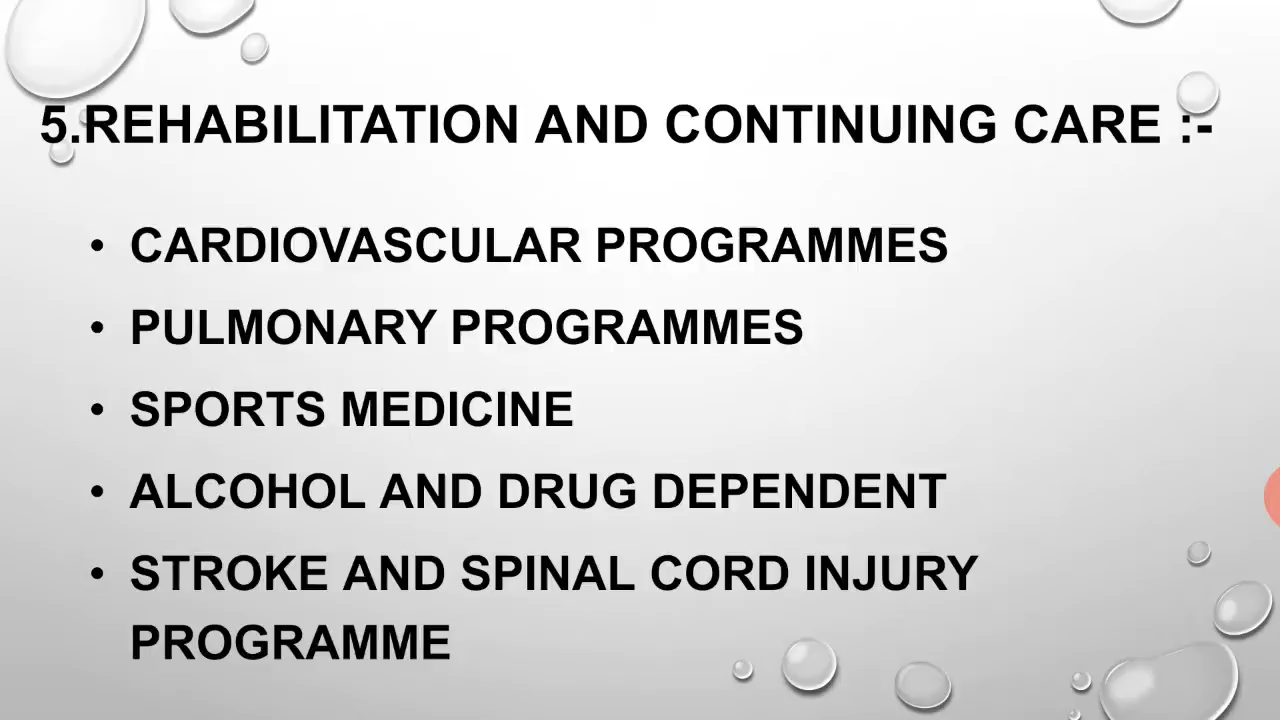 5.REHABILITATION AND CONTINUING CARE :-
• CARDIOVASCULAR PROGRAMMES
• PULMONARY PROGRAMMES
• SPORTS MEDICINE
• ALCOHOL AND DRUG DEPENDENT
• STROKE AND SPINAL CORD INJURY
PROGRAMME